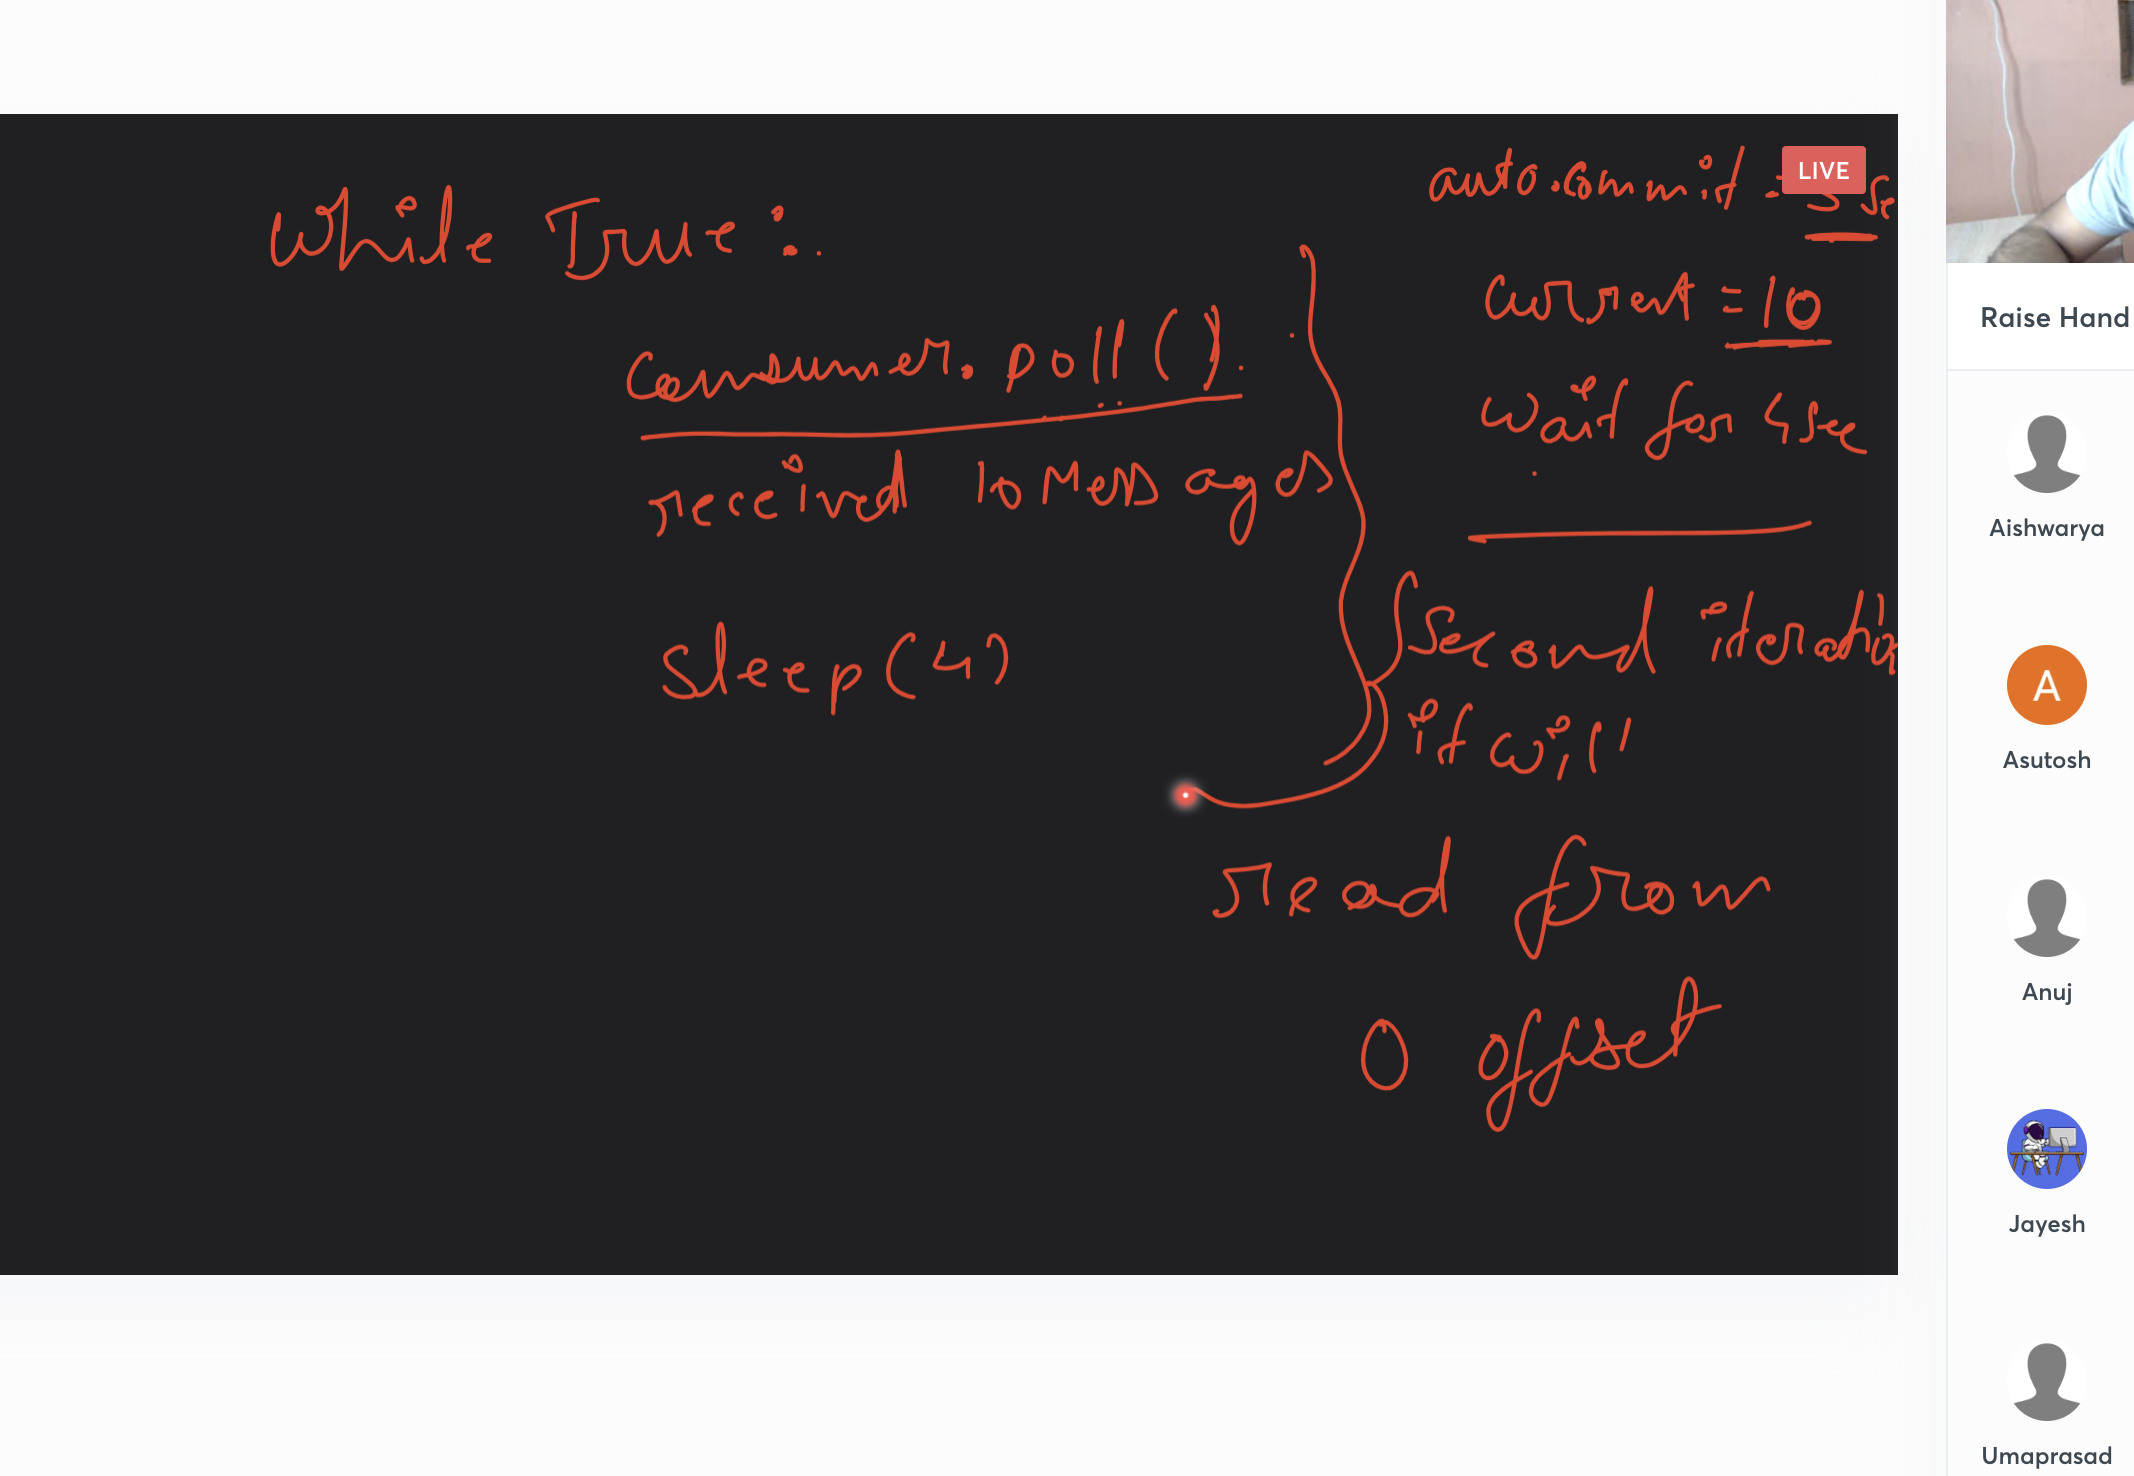 While True:
consumer.poll()
received 10 Messages
Sleep(4)
auto.commit = 5 se
LIVE
current = 10
wait for 4 sec
Second iteratio
it will
read from
0 offset
Raise Hand
Aishwarya
A
Asutosh
Anuj
Jayesh
Umaprasad